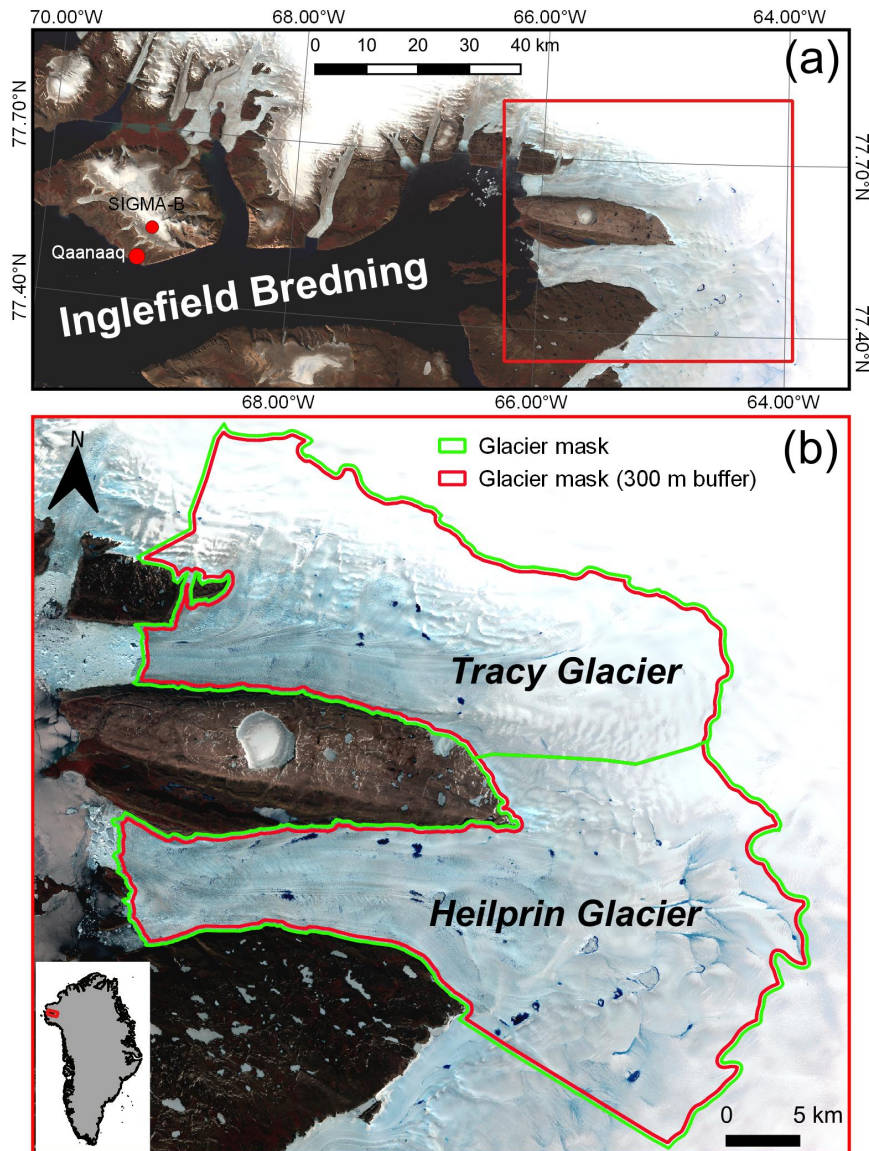 70.00°W 68.00°W 66.00°W 64.00°W
0 10 20 30 40 km
(a)
77.70°N
77.70°N
SIGMA-B
Qaanaaq
77.40°N
Inglefield Bredning
77.40°N
68.00°W 66.00°W 64.00°W
N
Glacier mask
(b)
Glacier mask (300 m buffer)
Tracy Glacier
Heilprin Glacier
0 5 km